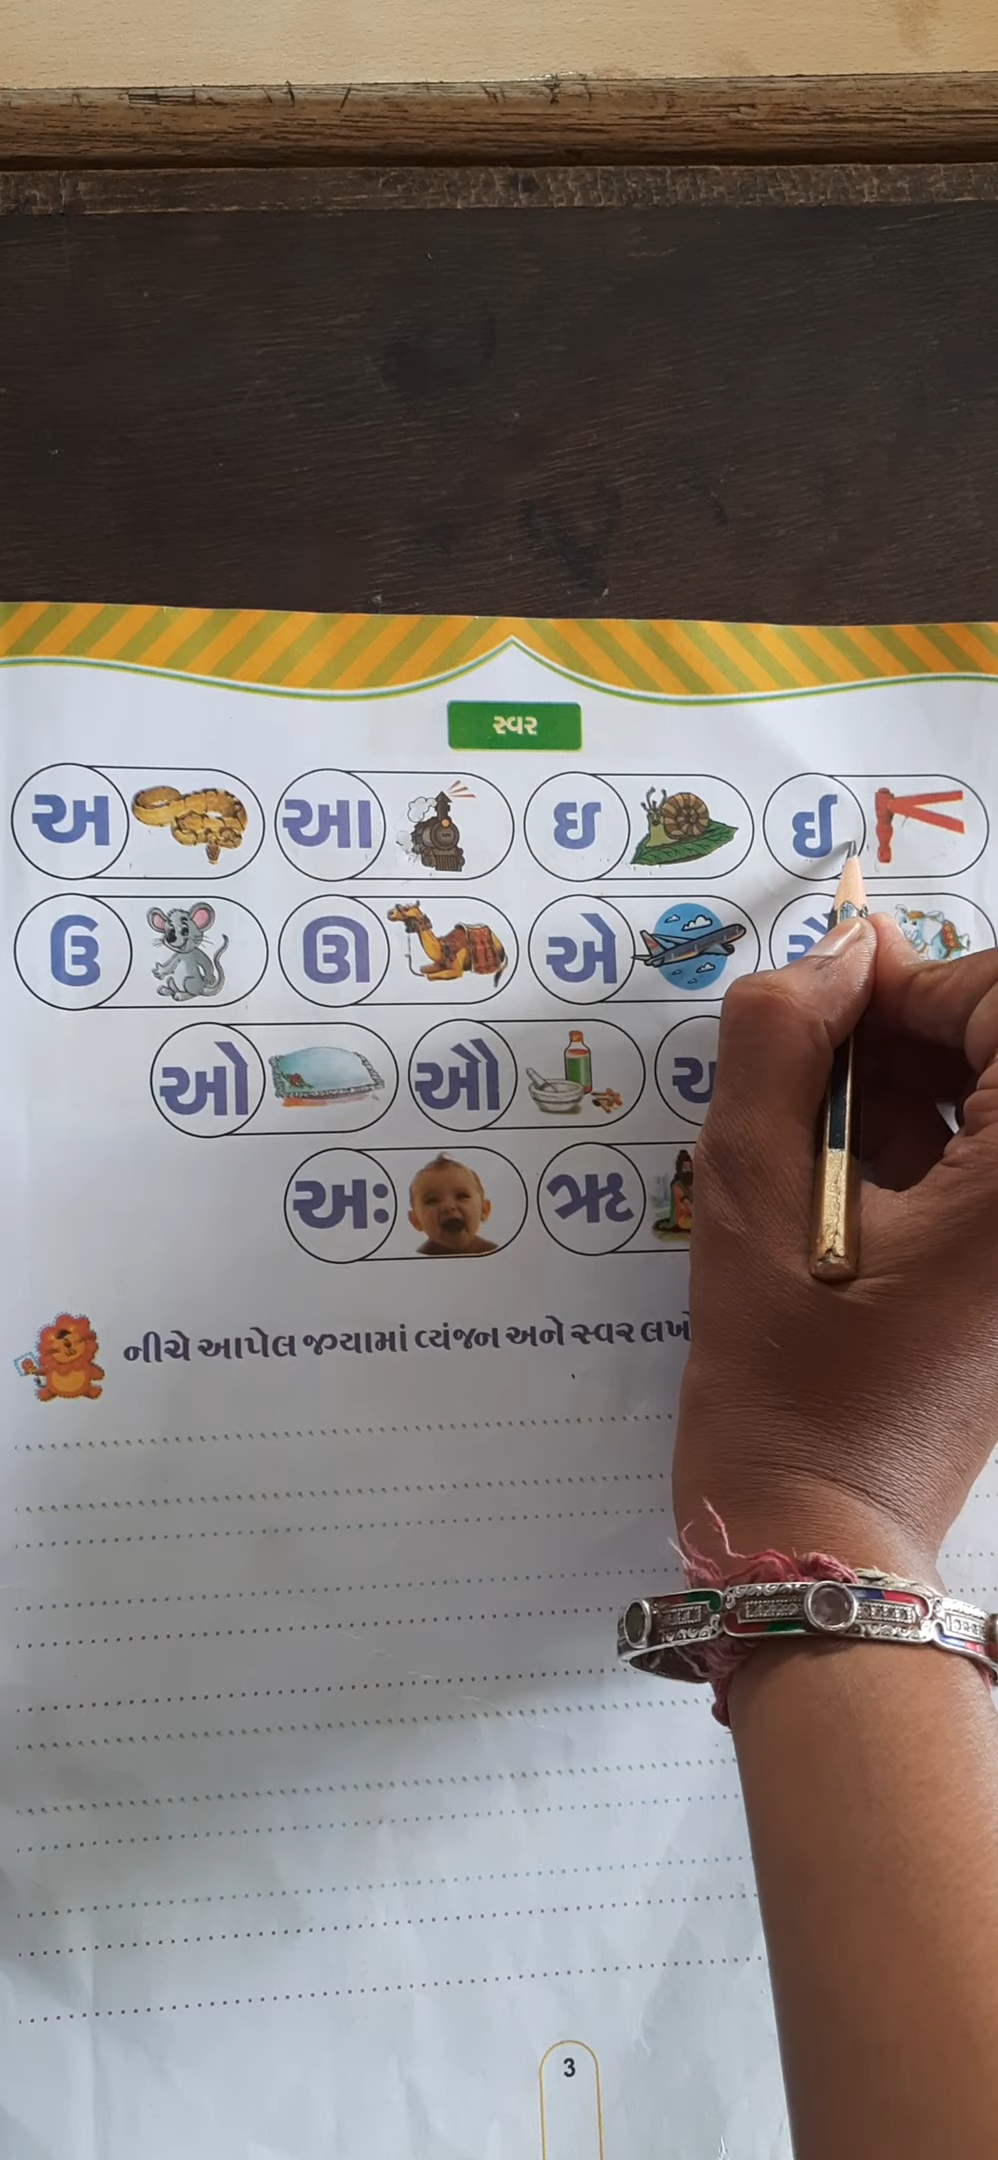 સ્વર
અ આ ઇ ઈ
ઉ ઊ એ ઐ
ઓ ઔ
અઃ ઋ
નીચે આપેલ જગ્યામાં વ્યંજન અને સ્વર લખો
3